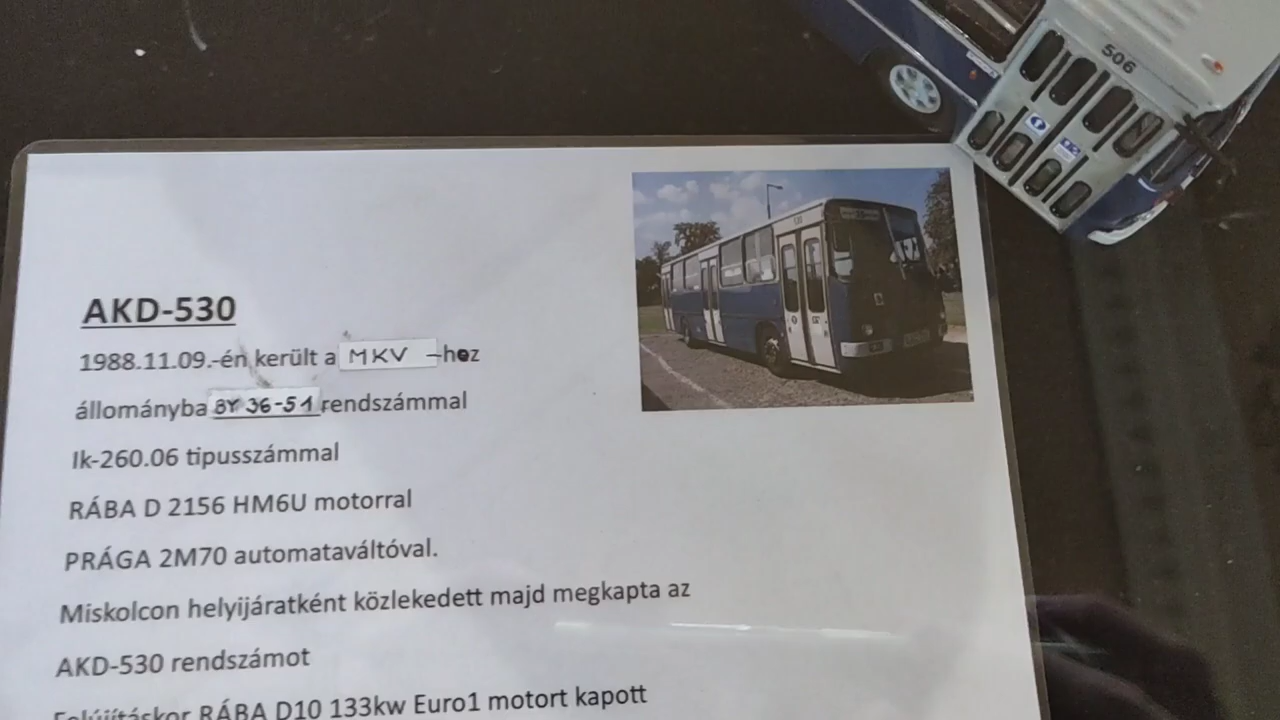 506
AKD-530
1988.11.09.-én került a MKV -hoz
állományba BY 36-51 rendszámmal
Ik-260.06 tipusszámmal
RÁBA D 2156 HM6U motorral
PRÁGA 2M70 automataváltóval.
Miskolcon helyijáratként közlekedett majd megkapta az
AKD-530 rendszámot
Felújításkor RÁBA D10 133kw Euro1 motort kapott